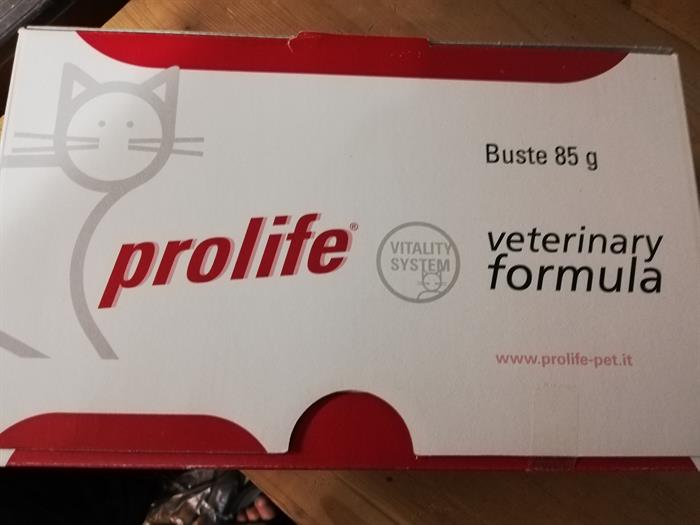 Buste 85 g
prolife®
VITALITY
SYSTEM
veterinary
formula
www.prolife-pet.it